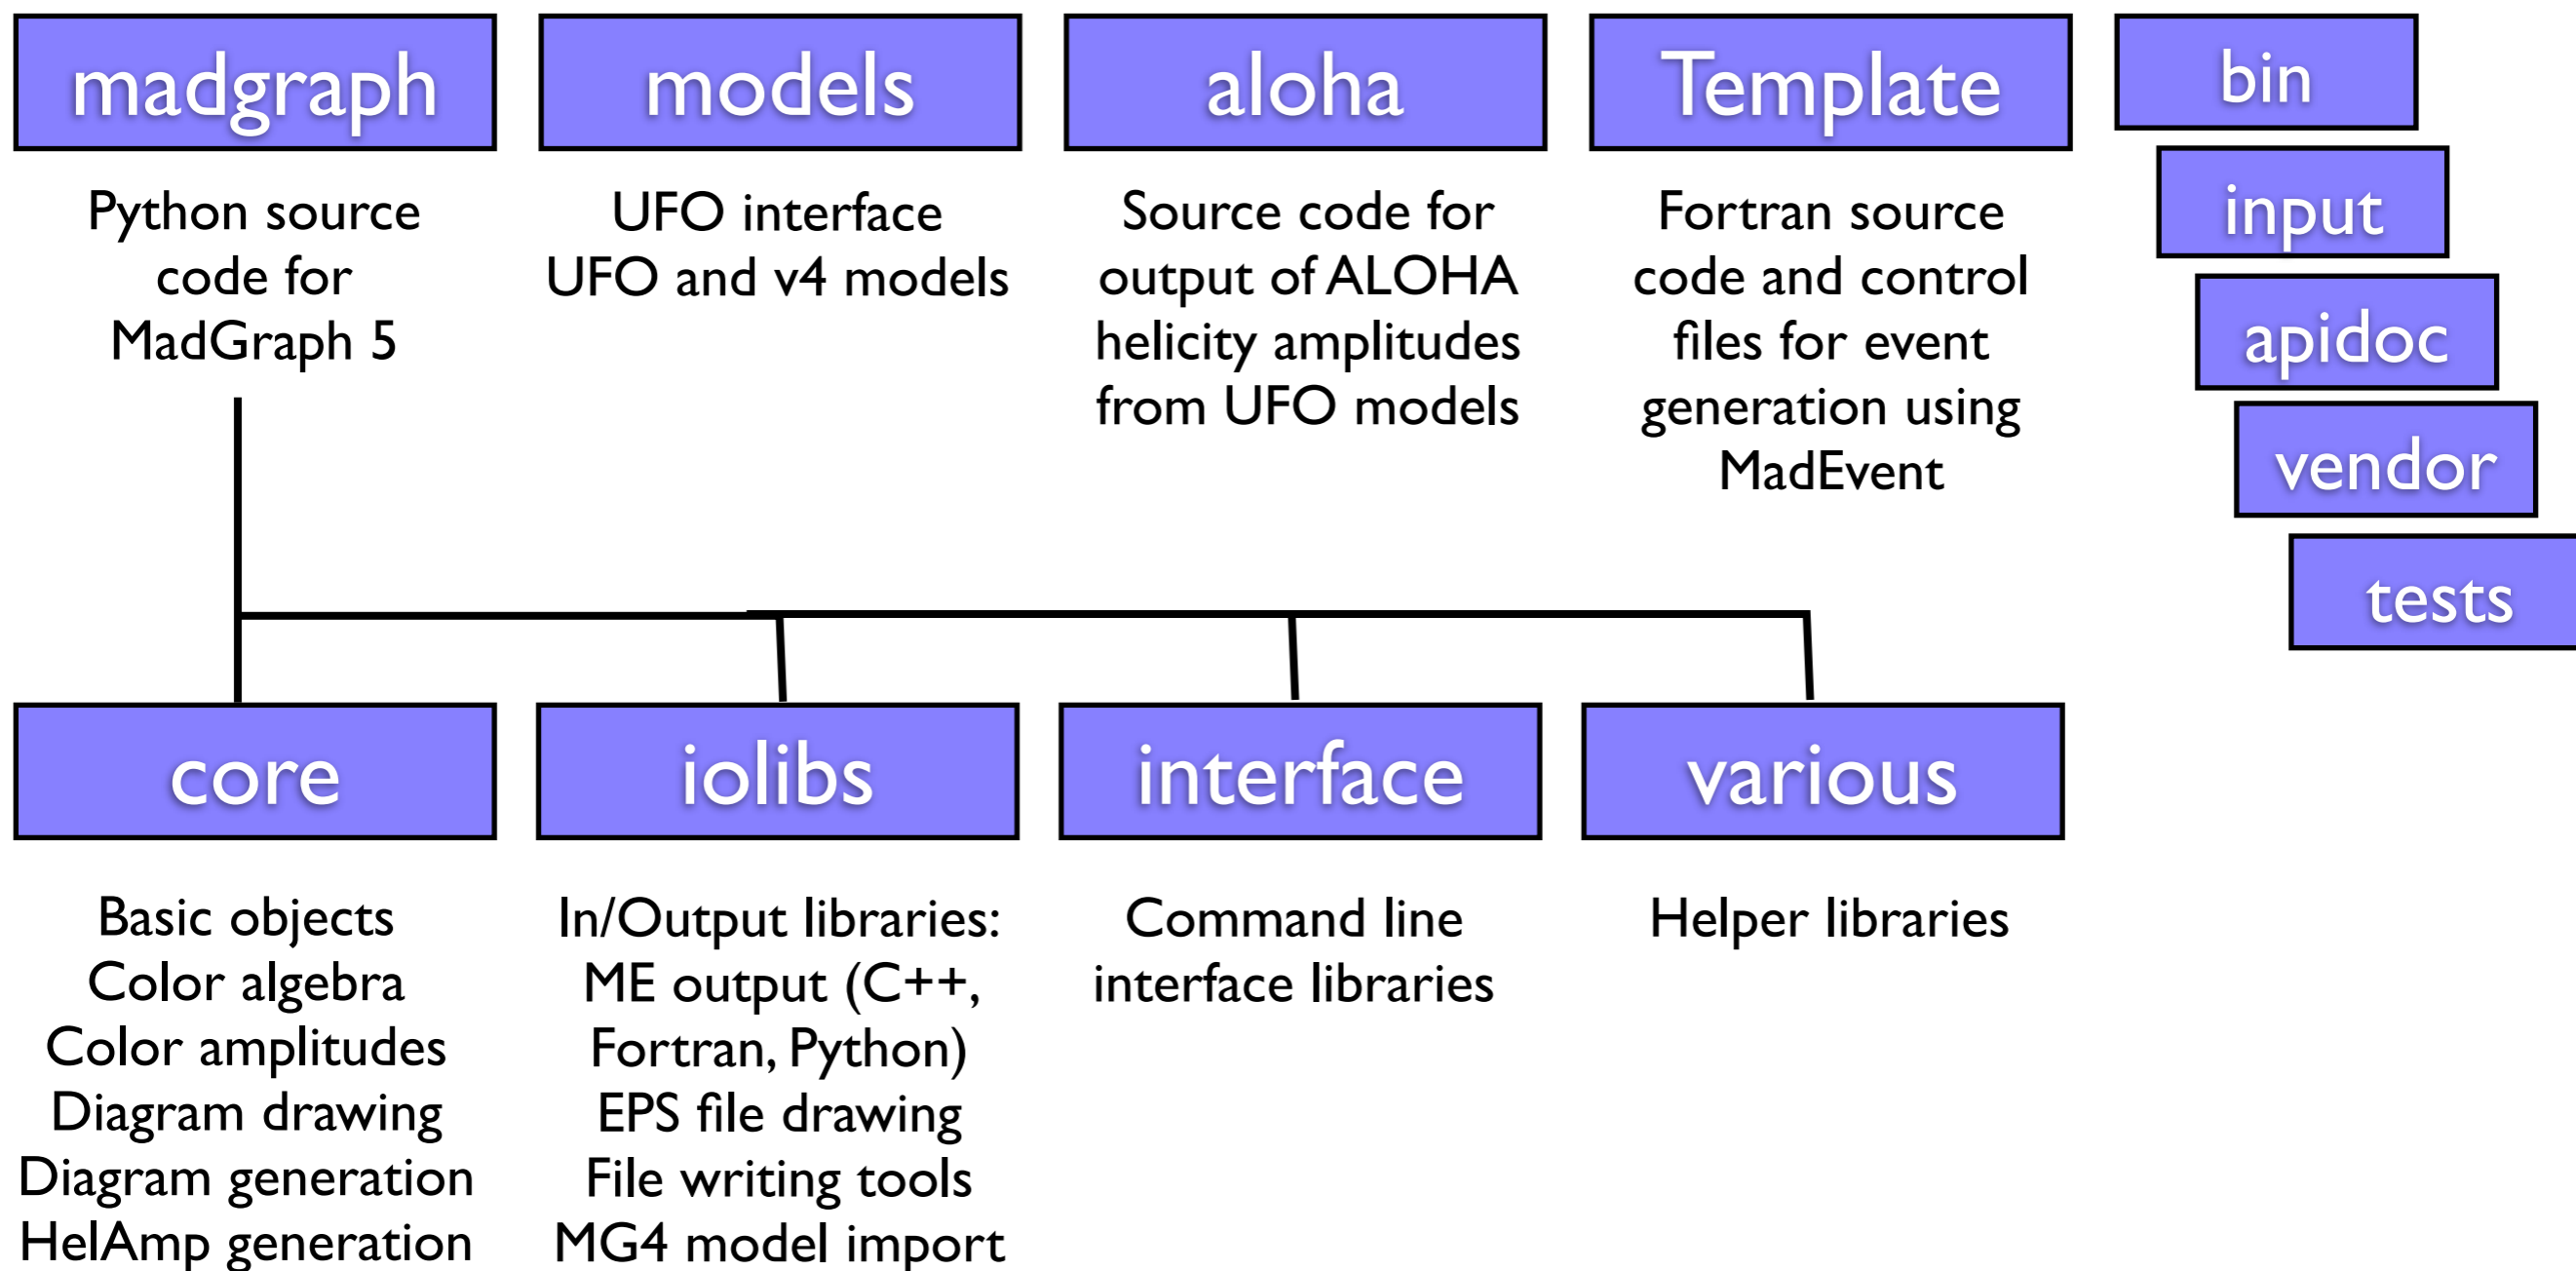 madgraph
models
aloha
Template
bin
input
apidoc
vendor
tests
Python source
code for
MadGraph 5
UFO interface
UFO and v4 models
Source code for
output of ALOHA
helicity amplitudes
from UFO models
Fortran source
code and control
files for event
generation using
MadEvent
core
iolibs
interface
various
Basic objects
Color algebra
Color amplitudes
Diagram drawing
Diagram generation
HelAmp generation
In/Output libraries:
ME output (C++,
Fortran, Python)
EPS file drawing
File writing tools
MG4 model import
Command line
interface libraries
Helper libraries